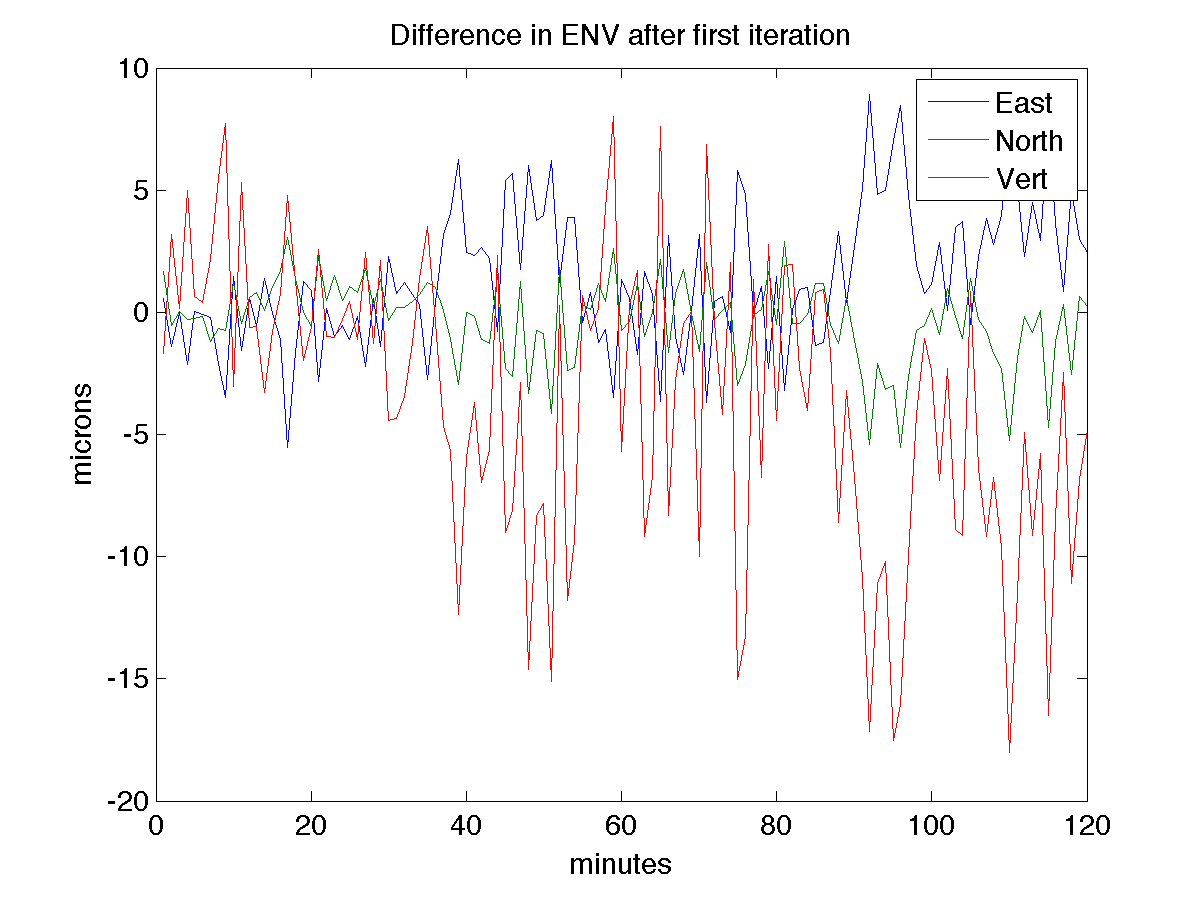 Difference in ENV after first iteration
10
5
0
-5
-10
-15
-20
microns
East
North
Vert
0 20 40 60 80 100 120
minutes